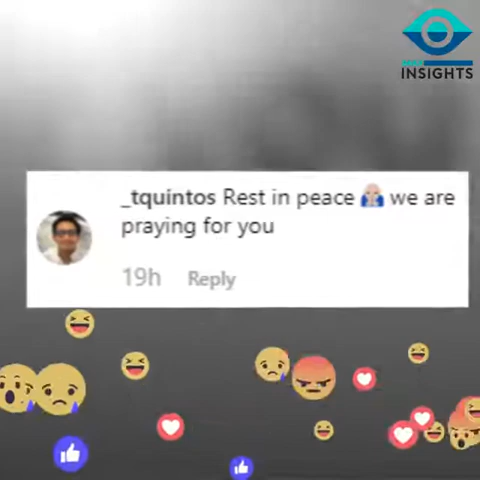 INSIGHTS
_tquintos Rest in peace 🙏 we are
praying for you
19h Reply